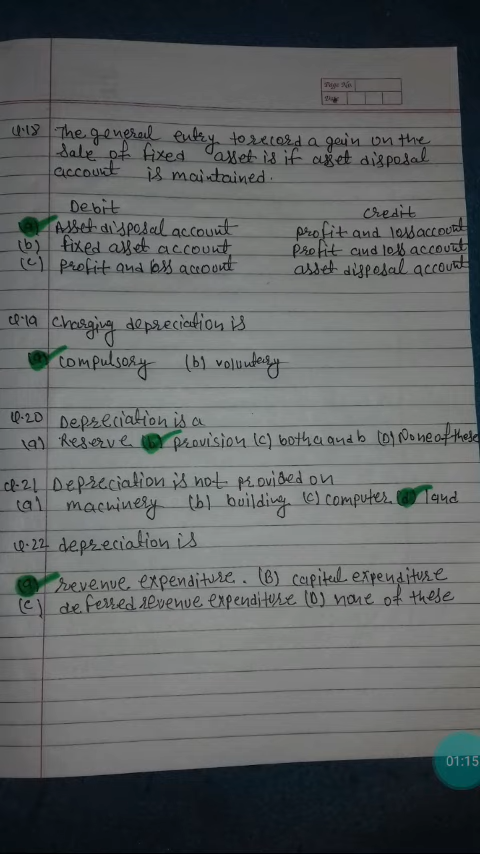 Page No.
Date
Q.18 The general entry to record a gain on the
sale of fixed asset is if asset disposal
account is maintained.
Debit Credit
(a) Asset disposal account profit and loss account
(b) fixed asset account profit and loss account
(c) profit and loss account asset disposal account
Q.19 Charging depreciation is
(a) compulsory (b) voluntary
Q.20 Depreciation is a
(a) Reserve (b) provision (c) both a and b (D) None of these
Q.21 Depreciation is not provided on
(a) machinery (b) building (c) computer (d) land
Q.22 depreciation is
(a) revenue expenditure. (B) capital expenditure
(c) deferred revenue expenditure (D) none of these
01:15